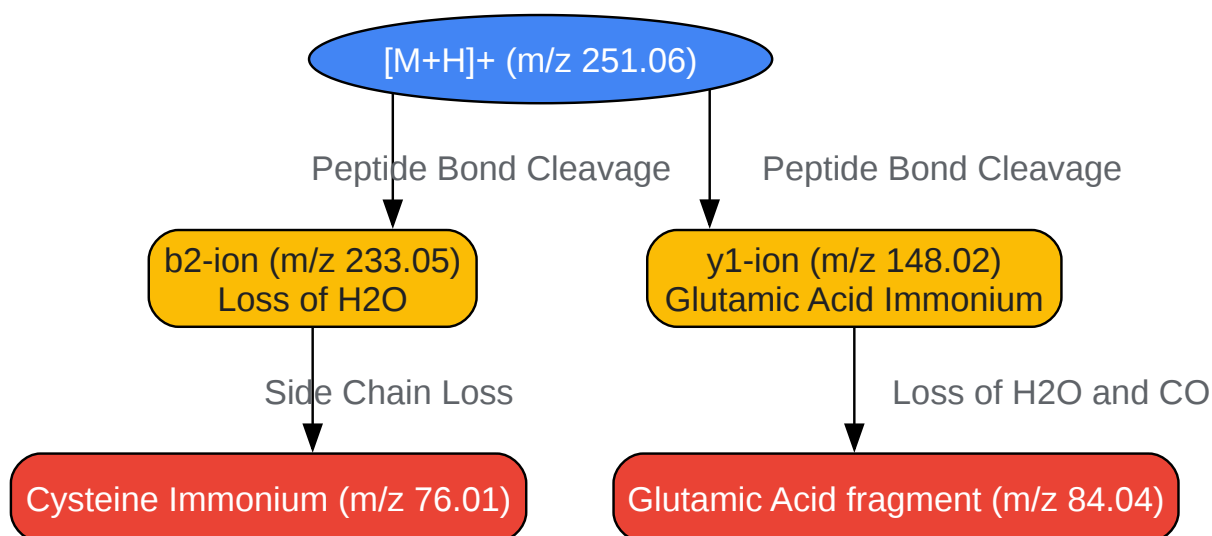 [M+H]+ (m/z 251.06)
Peptide Bond Cleavage
Peptide Bond Cleavage
b2-ion (m/z 233.05)
Loss of H2O
y1-ion (m/z 148.02)
Glutamic Acid Immonium
Side Chain Loss
Loss of H2O and CO
Cysteine Immonium (m/z 76.01)
Glutamic Acid fragment (m/z 84.04)